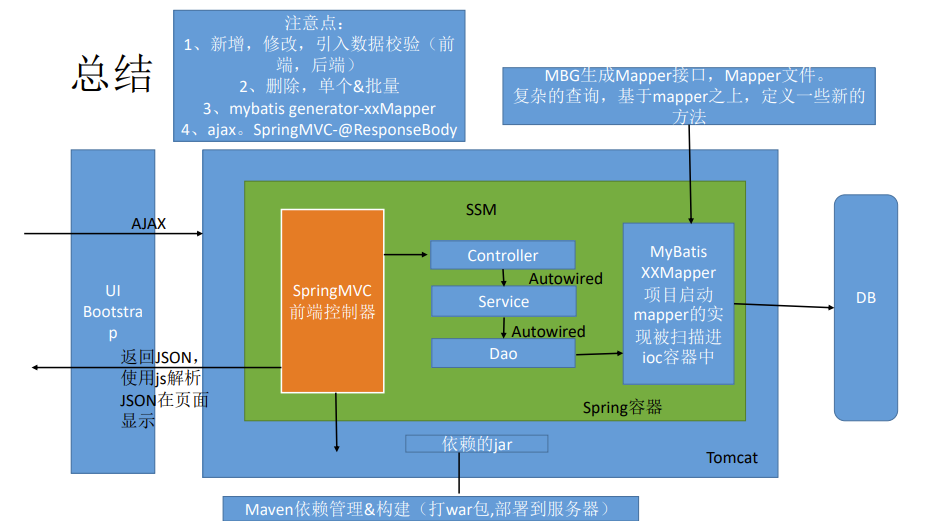 总结
注意点：
1、新增，修改，引入数据校验（前
端，后端）
2、删除，单个&批量
3、mybatis generator-xxMapper
4、ajax。SpringMVC-@ResponseBody
MBG生成Mapper接口，Mapper文件。
复杂的查询，基于mapper之上，定义一些新的
方法
AJAX
UI
Bootstra
p
返回JSON，
使用js解析
JSON在页面
显示
SSM
SpringMVC
前端控制器
Controller
Autowired
Service
Autowired
Dao
MyBatis
XXMapper
项目启动
mapper的实
现被扫描进
ioc容器中
DB
Spring容器
依赖的jar
Tomcat
Maven依赖管理&构建（打war包,部署到服务器）